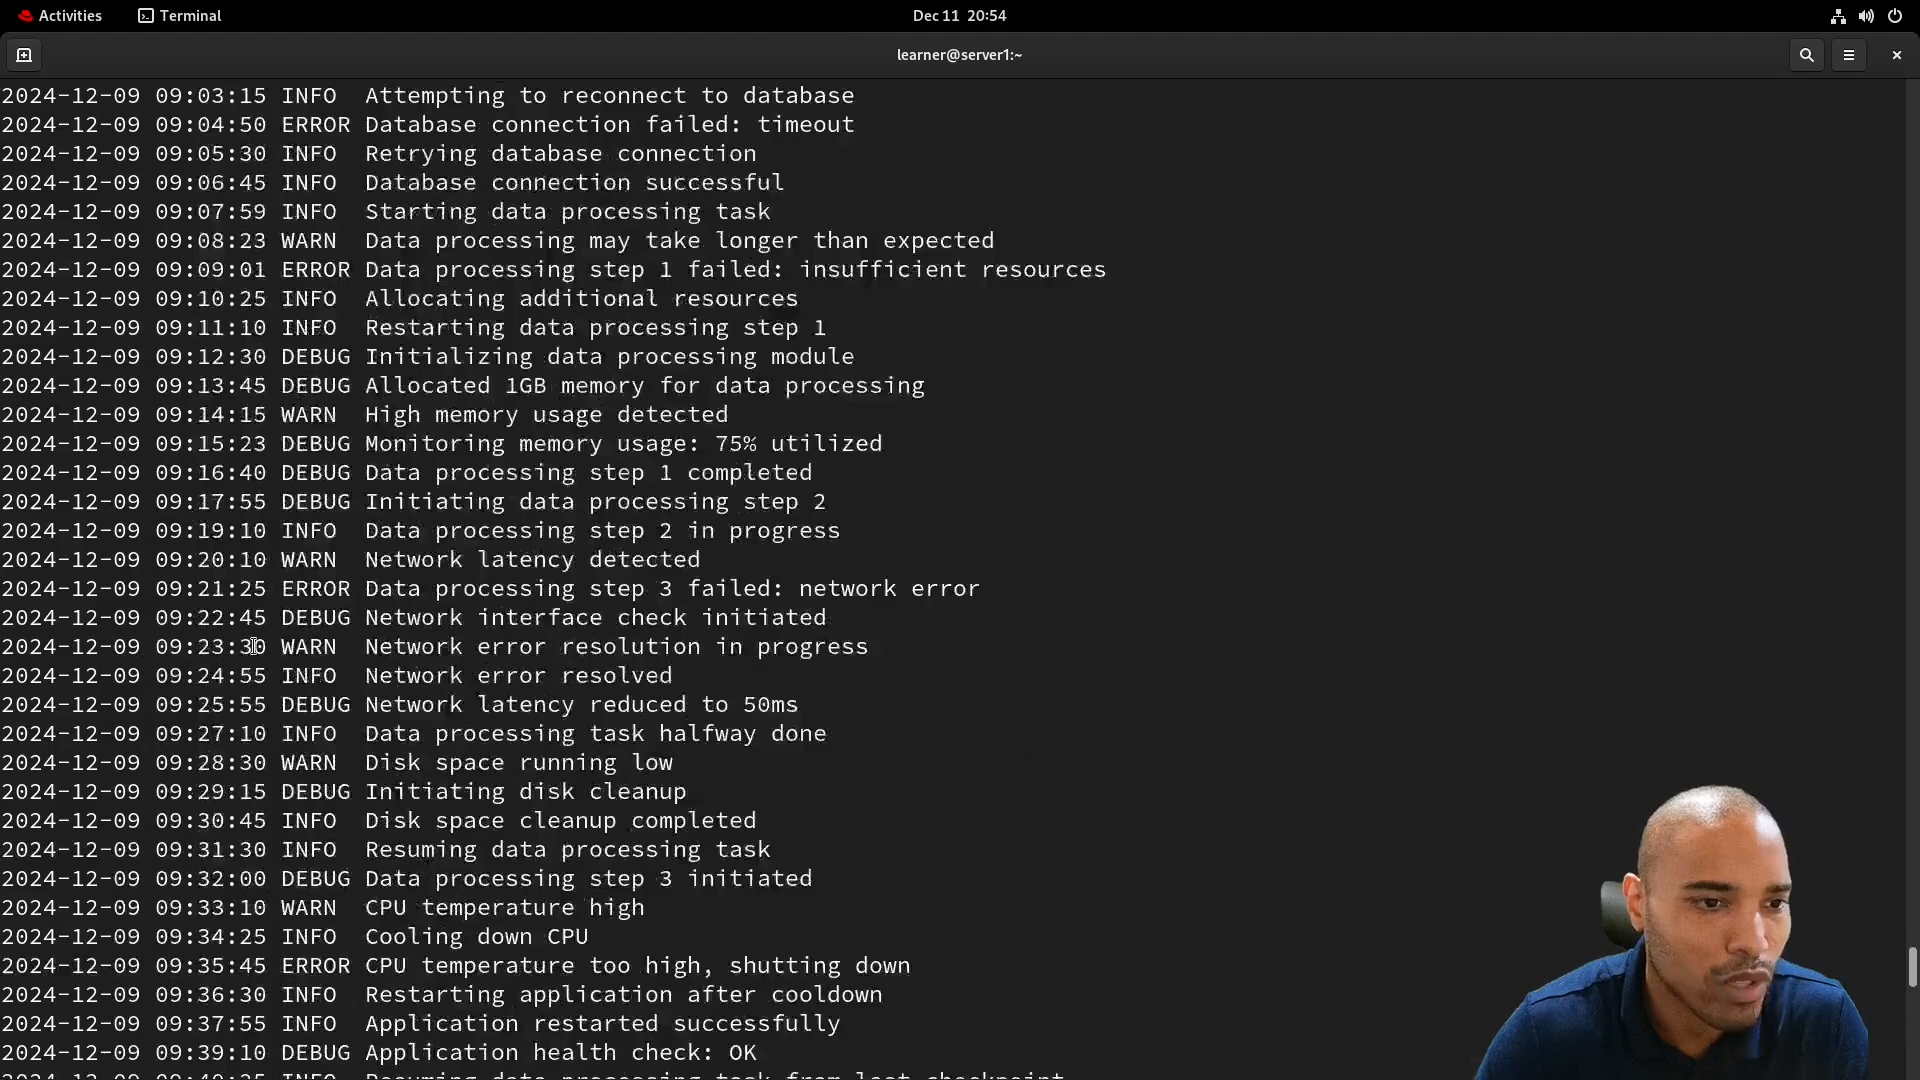 Activities Terminal Dec 11 20:54
learner@server1:~
2024-12-09 09:03:15 INFO  Attempting to reconnect to database
2024-12-09 09:04:50 ERROR Database connection failed: timeout
2024-12-09 09:05:30 INFO  Retrying database connection
2024-12-09 09:06:45 INFO  Database connection successful
2024-12-09 09:07:59 INFO  Starting data processing task
2024-12-09 09:08:23 WARN  Data processing may take longer than expected
2024-12-09 09:09:01 ERROR Data processing step 1 failed: insufficient resources
2024-12-09 09:10:25 INFO  Allocating additional resources
2024-12-09 09:11:10 INFO  Restarting data processing step 1
2024-12-09 09:12:30 DEBUG Initializing data processing module
2024-12-09 09:13:45 DEBUG Allocated 1GB memory for data processing
2024-12-09 09:14:15 WARN  High memory usage detected
2024-12-09 09:15:23 DEBUG Monitoring memory usage: 75% utilized
2024-12-09 09:16:40 DEBUG Data processing step 1 completed
2024-12-09 09:17:55 DEBUG Initiating data processing step 2
2024-12-09 09:19:10 INFO  Data processing step 2 in progress
2024-12-09 09:20:10 WARN  Network latency detected
2024-12-09 09:21:25 ERROR Data processing step 3 failed: network error
2024-12-09 09:22:45 DEBUG Network interface check initiated
2024-12-09 09:23:30 WARN  Network error resolution in progress
2024-12-09 09:24:55 INFO  Network error resolved
2024-12-09 09:25:55 DEBUG Network latency reduced to 50ms
2024-12-09 09:27:10 INFO  Data processing task halfway done
2024-12-09 09:28:30 WARN  Disk space running low
2024-12-09 09:29:15 DEBUG Initiating disk cleanup
2024-12-09 09:30:45 INFO  Disk space cleanup completed
2024-12-09 09:31:30 INFO  Resuming data processing task
2024-12-09 09:32:00 DEBUG Data processing step 3 initiated
2024-12-09 09:33:10 WARN  CPU temperature high
2024-12-09 09:34:25 INFO  Cooling down CPU
2024-12-09 09:35:45 ERROR CPU temperature too high, shutting down
2024-12-09 09:36:30 INFO  Restarting application after cooldown
2024-12-09 09:37:55 INFO  Application restarted successfully
2024-12-09 09:39:10 DEBUG Application health check: OK
INFO  Resuming data processing task from last checkpoint